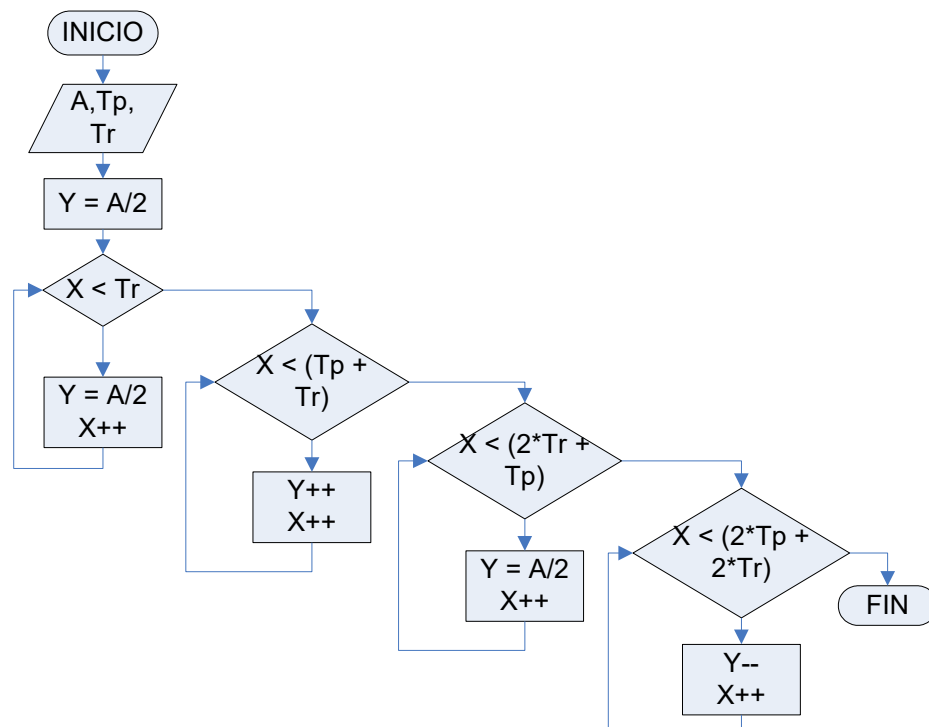 INICIO
A,Tp,
Tr
Y = A/2
X < Tr
Y = A/2
X++
X < (Tp +
Tr)
Y++
X++
X < (2*Tr +
Tp)
Y = A/2
X++
X < (2*Tp +
2*Tr)
FIN
Y--
X++